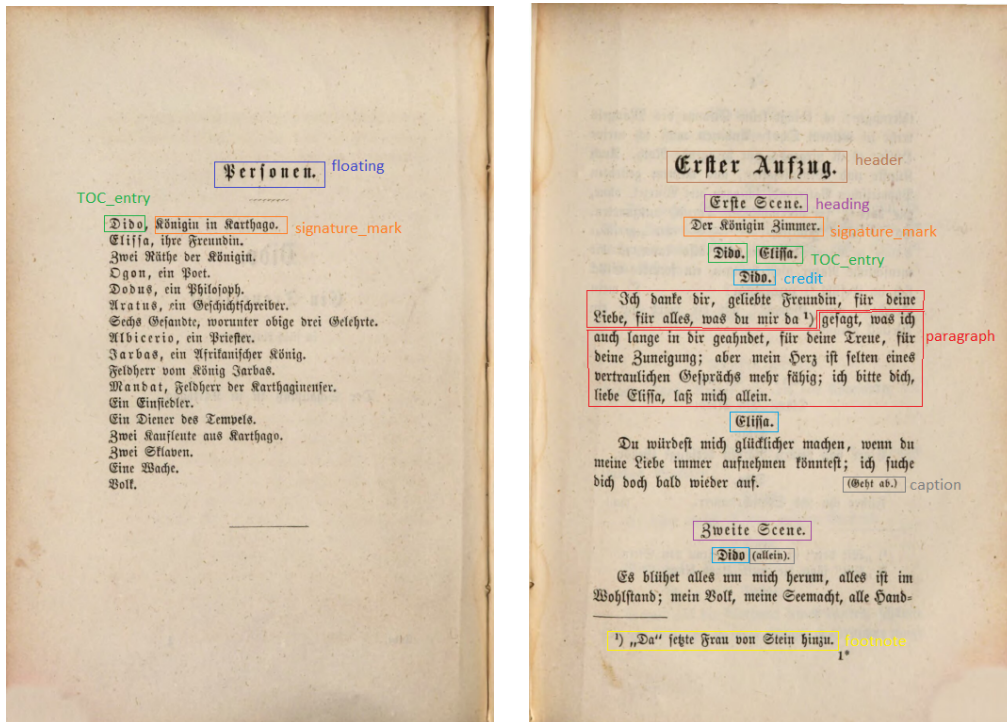 Personen.
floating
TOC_entry
Dido, Königin in Karthago.
signature_mark
Elissa, ihre Freundin.
Zwei Räthe der Königin.
Ogon, ein Poet.
Dodus, ein Philosoph.
Aratus, ein Geschichtschreiber.
Sechs Gesandte, worunter obige drei Gelehrte.
Albicerio, ein Priester.
Jarbas, ein Afrikanischer König.
Feldherr vom König Jarbas.
Mandat, Feldherr der Karthaginenser.
Ein Einsiedler.
Ein Diener des Tempels.
Zwei Kaufleute aus Karthago.
Zwei Sklaven.
Eine Wache.
Volk.
Erster Aufzug.
header
Erste Scene.
heading
Der Königin Zimmer.
signature_mark
Dido. Elissa.
TOC_entry
Dido.
credit
Ich danke dir, geliebte Freundin, für deine
Liebe, für alles, was du mir da ¹) gesagt, was ich
auch lange in dir geahndet, für deine Treue, für
paragraph
deine Zuneigung; aber mein Herz ist selten eines
vertraulichen Gesprächs mehr fähig; ich bitte dich,
liebe Elissa, laß mich allein.
Elissa.
Du würdest mich glücklicher machen, wenn du
meine Liebe immer aufnehmen könntest; ich suche
dich doch bald wieder auf. (Geht ab.)
caption
Zweite Scene.
Dido (allein).
Es blühet alles um mich herum, alles ist im
Wohlstand; mein Volk, meine Seemacht, alle Hand-
¹) „Da“ setzte Frau von Stein hinzu.
footnote
1*